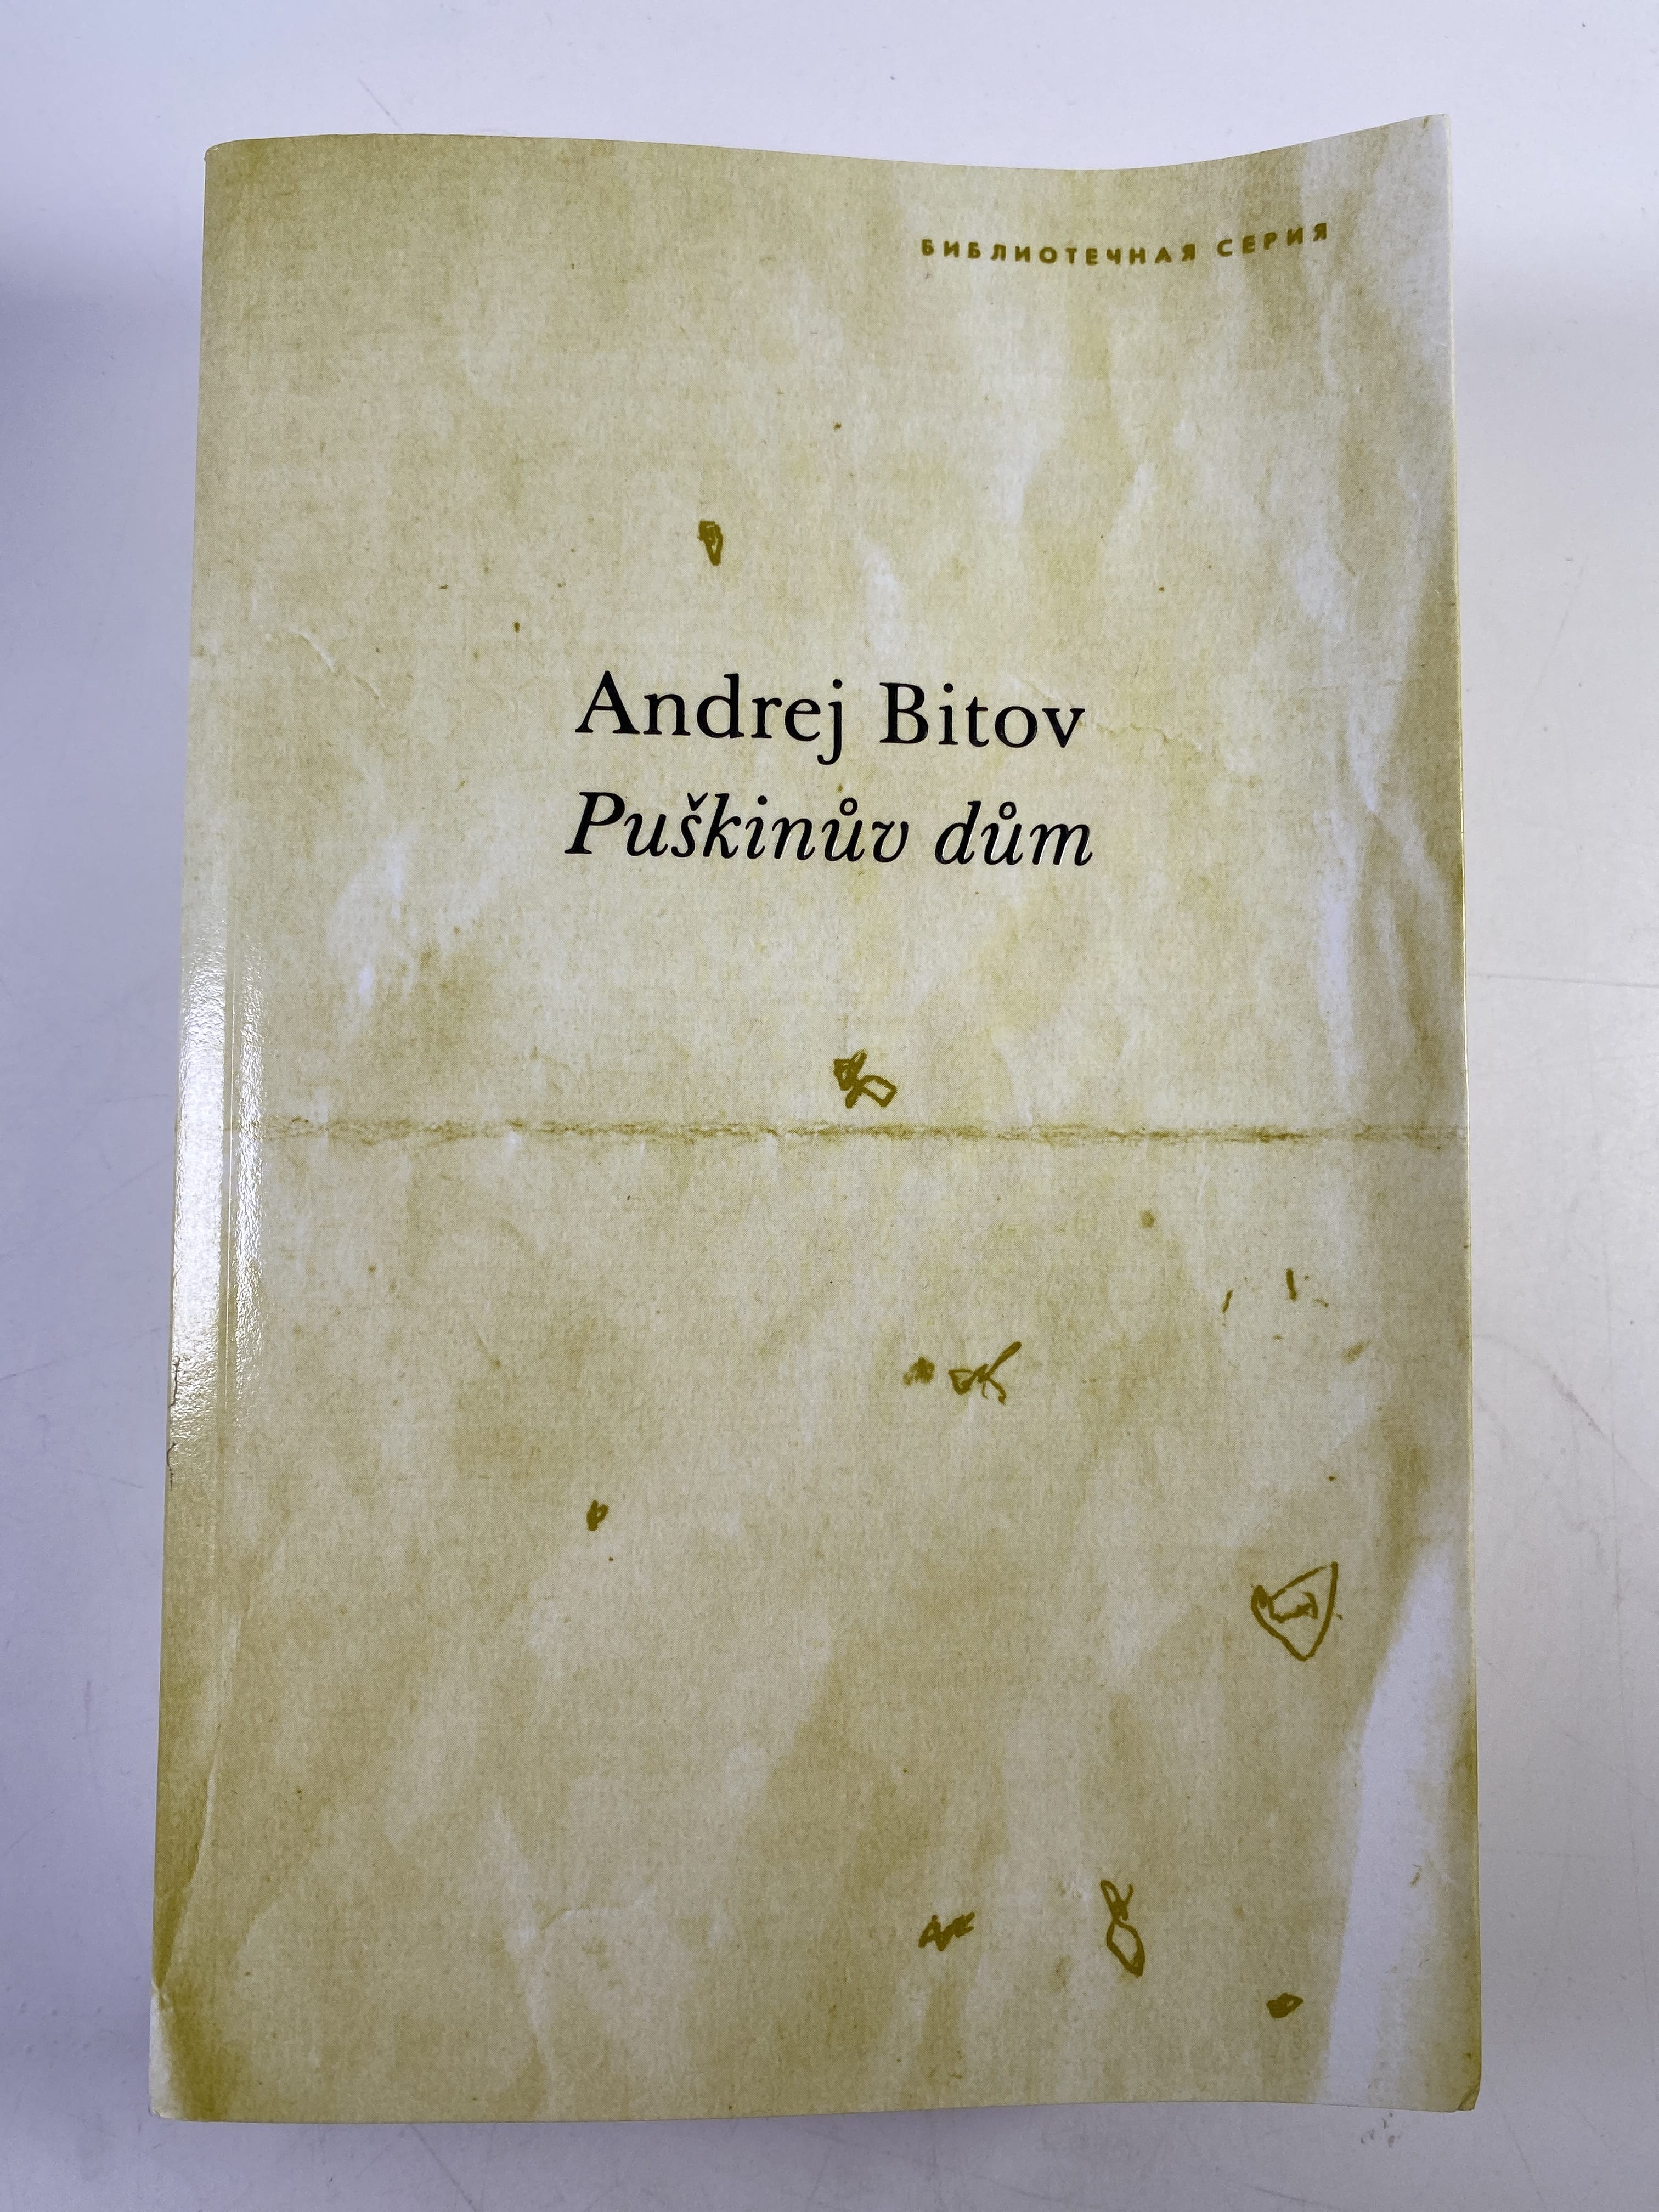 БИБЛИОТЕЧНАЯ СЕРИЯ
Andrej Bitov
Puškinův dům